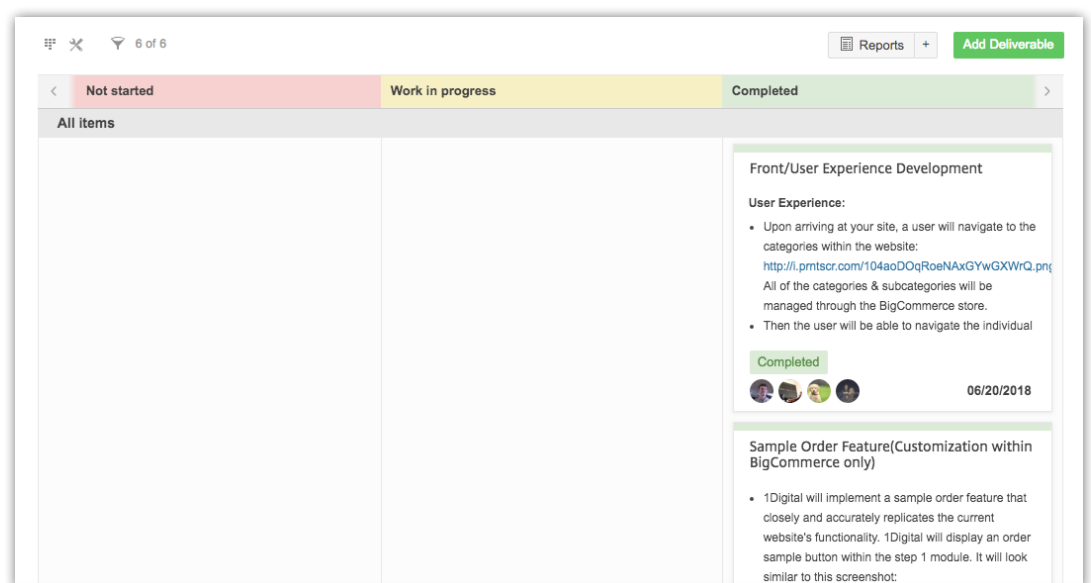 6 of 6
Reports +
Add Deliverable
< Not started
Work in progress
Completed >
All items
Front/User Experience Development
User Experience:
• Upon arriving at your site, a user will navigate to the
categories within the website:
http://i.prntscr.com/104aoDOqRoeNAxGYwGXWrQ.png
All of the categories & subcategories will be
managed through the BigCommerce store.
• Then the user will be able to navigate the individual
Completed
06/20/2018
Sample Order Feature(Customization within
BigCommerce only)
• 1Digital will implement a sample order feature that
closely and accurately replicates the current
website's functionality. 1Digital will display an order
sample button within the step 1 module. It will look
similar to this screenshot: